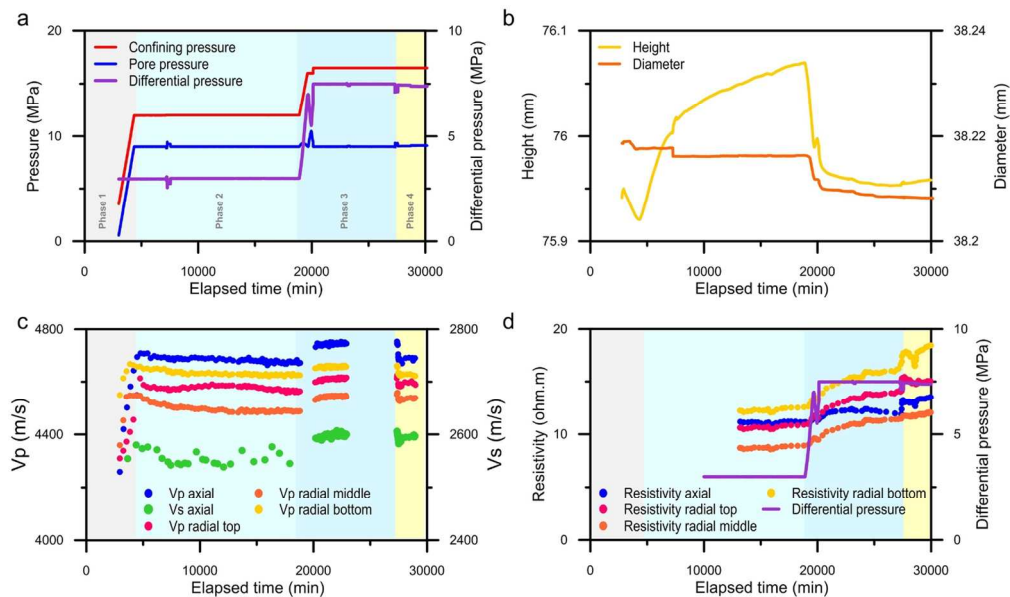 a
20
10
Confining pressure
Pore pressure
Differential pressure
15
10
5
0
Pressure (MPa)
Differential pressure (MPa)
Phase 1
Phase 2
Phase 3
Phase 4
0
0 10000 20000 30000
Elapsed time (min)
b
76.1
38.24
Height
Diameter
76
38.22
Height (mm)
Diameter (mm)
75.9
38.2
0 10000 20000 30000
Elapsed time (min)
c
4800
2800
4400
2600
Vp (m/s)
Vs (m/s)
Vp axial
Vs axial
Vp radial top
Vp radial middle
Vp radial bottom
4000
2400
0 10000 20000 30000
Elapsed time (min)
d
20
10
10
5
Resistivity (ohm.m)
Differential pressure (MPa)
Resistivity axial
Resistivity radial top
Resistivity radial middle
Resistivity radial bottom
Differential pressure
0
0
0 10000 20000 30000
Elapsed time (min)